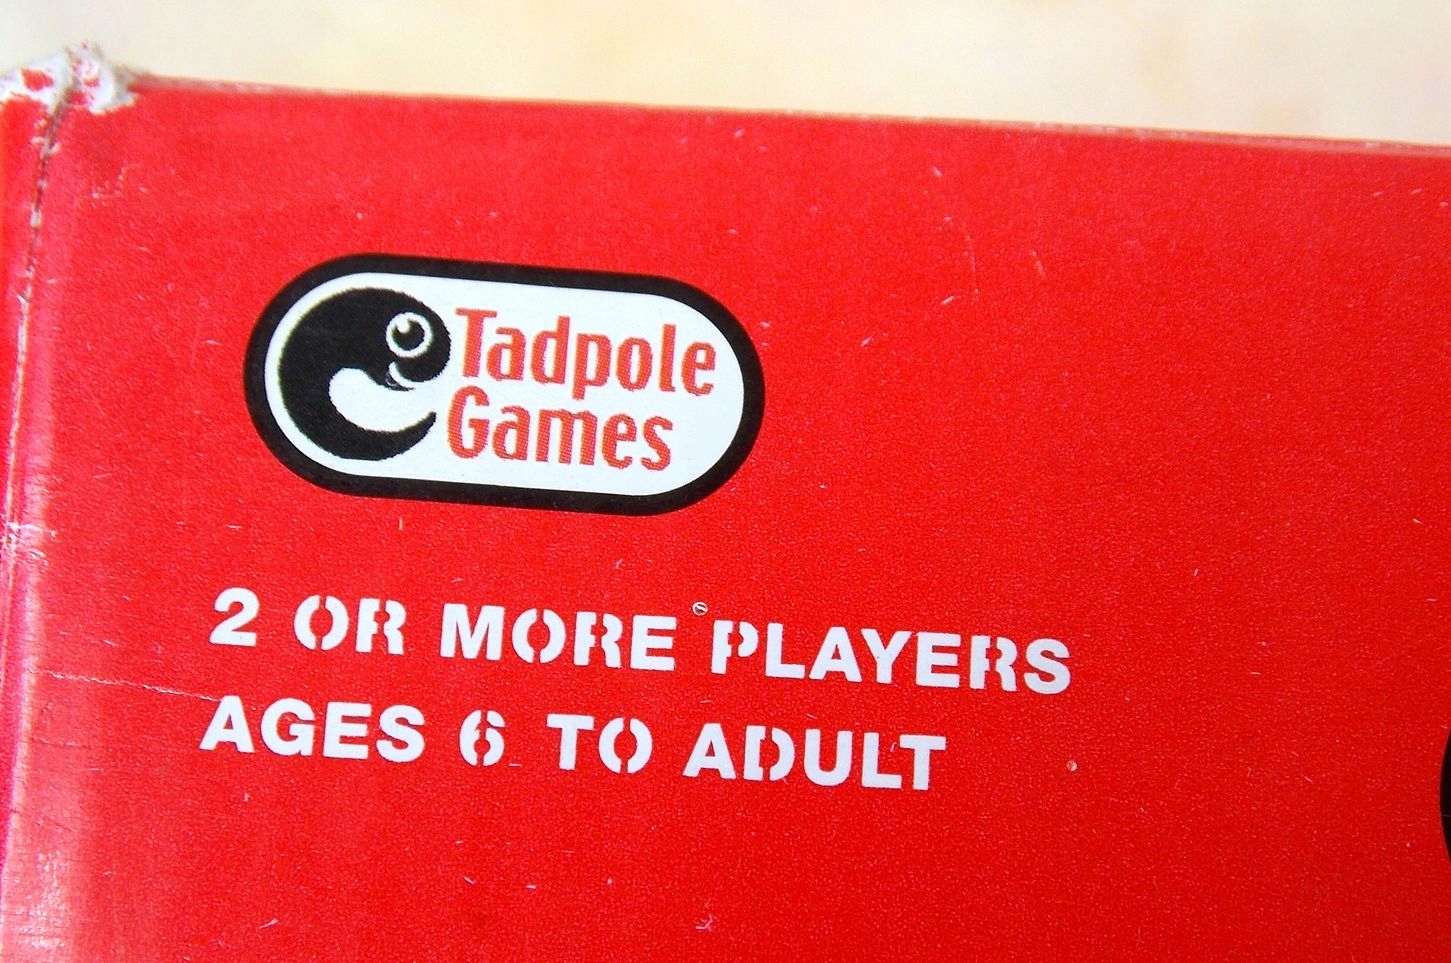 Tadpole
Games
2 OR MORE PLAYERS
AGES 6 TO ADULT